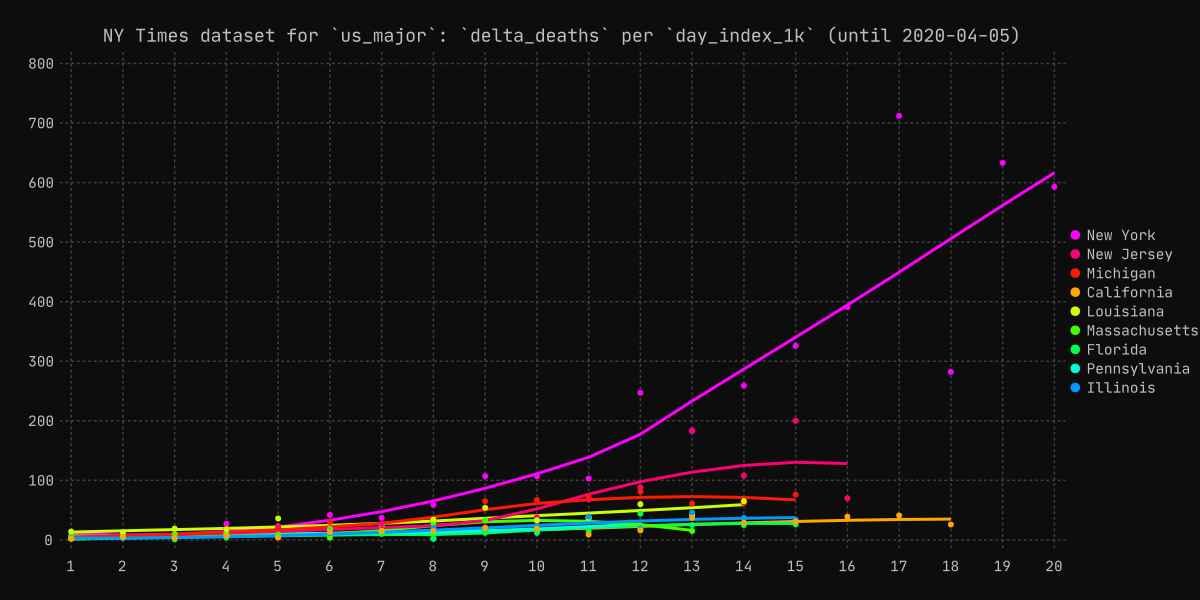 NY Times dataset for `us_major`: `delta_deaths` per `day_index_1k` (until 2020-04-05)
800
700
600
500
400
300
200
100
0
1 2 3 4 5 6 7 8 9 10 11 12 13 14 15 16 17 18 19 20
New York
New Jersey
Michigan
California
Louisiana
Massachusetts
Florida
Pennsylvania
Illinois